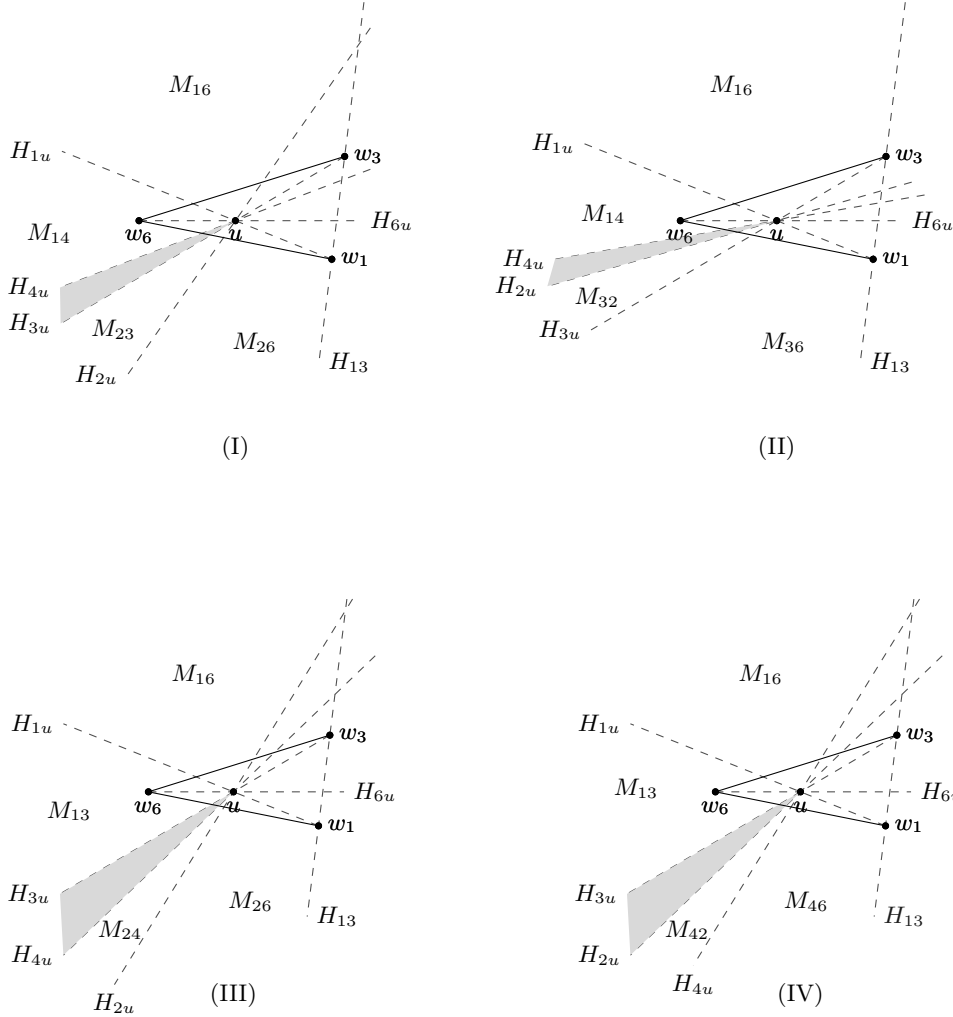 M₁₆ M₁₆
H₁ᵤ w₃ H₁ᵤ w₃
M₁₄ w₆ u H₆ᵤ M₁₄ w₆ u H₆ᵤ
w₁ w₁
H₄ᵤ H₄ᵤ
H₃ᵤ M₂₃ M₂₆ H₂ᵤ M₃₂
H₂ᵤ H₁₃ H₃ᵤ M₃₆ H₁₃
(I) (II)
M₁₆ M₁₆
H₁ᵤ w₃ H₁ᵤ w₃
M₁₃ w₆ u H₆ᵤ M₁₃ w₆ u H₆ᵤ
w₁ w₁
H₃ᵤ M₂₆ H₃ᵤ M₄₆
M₂₄ H₁₃ M₄₂ H₁₃
H₄ᵤ H₂ᵤ
H₂ᵤ (III) H₄ᵤ (IV)